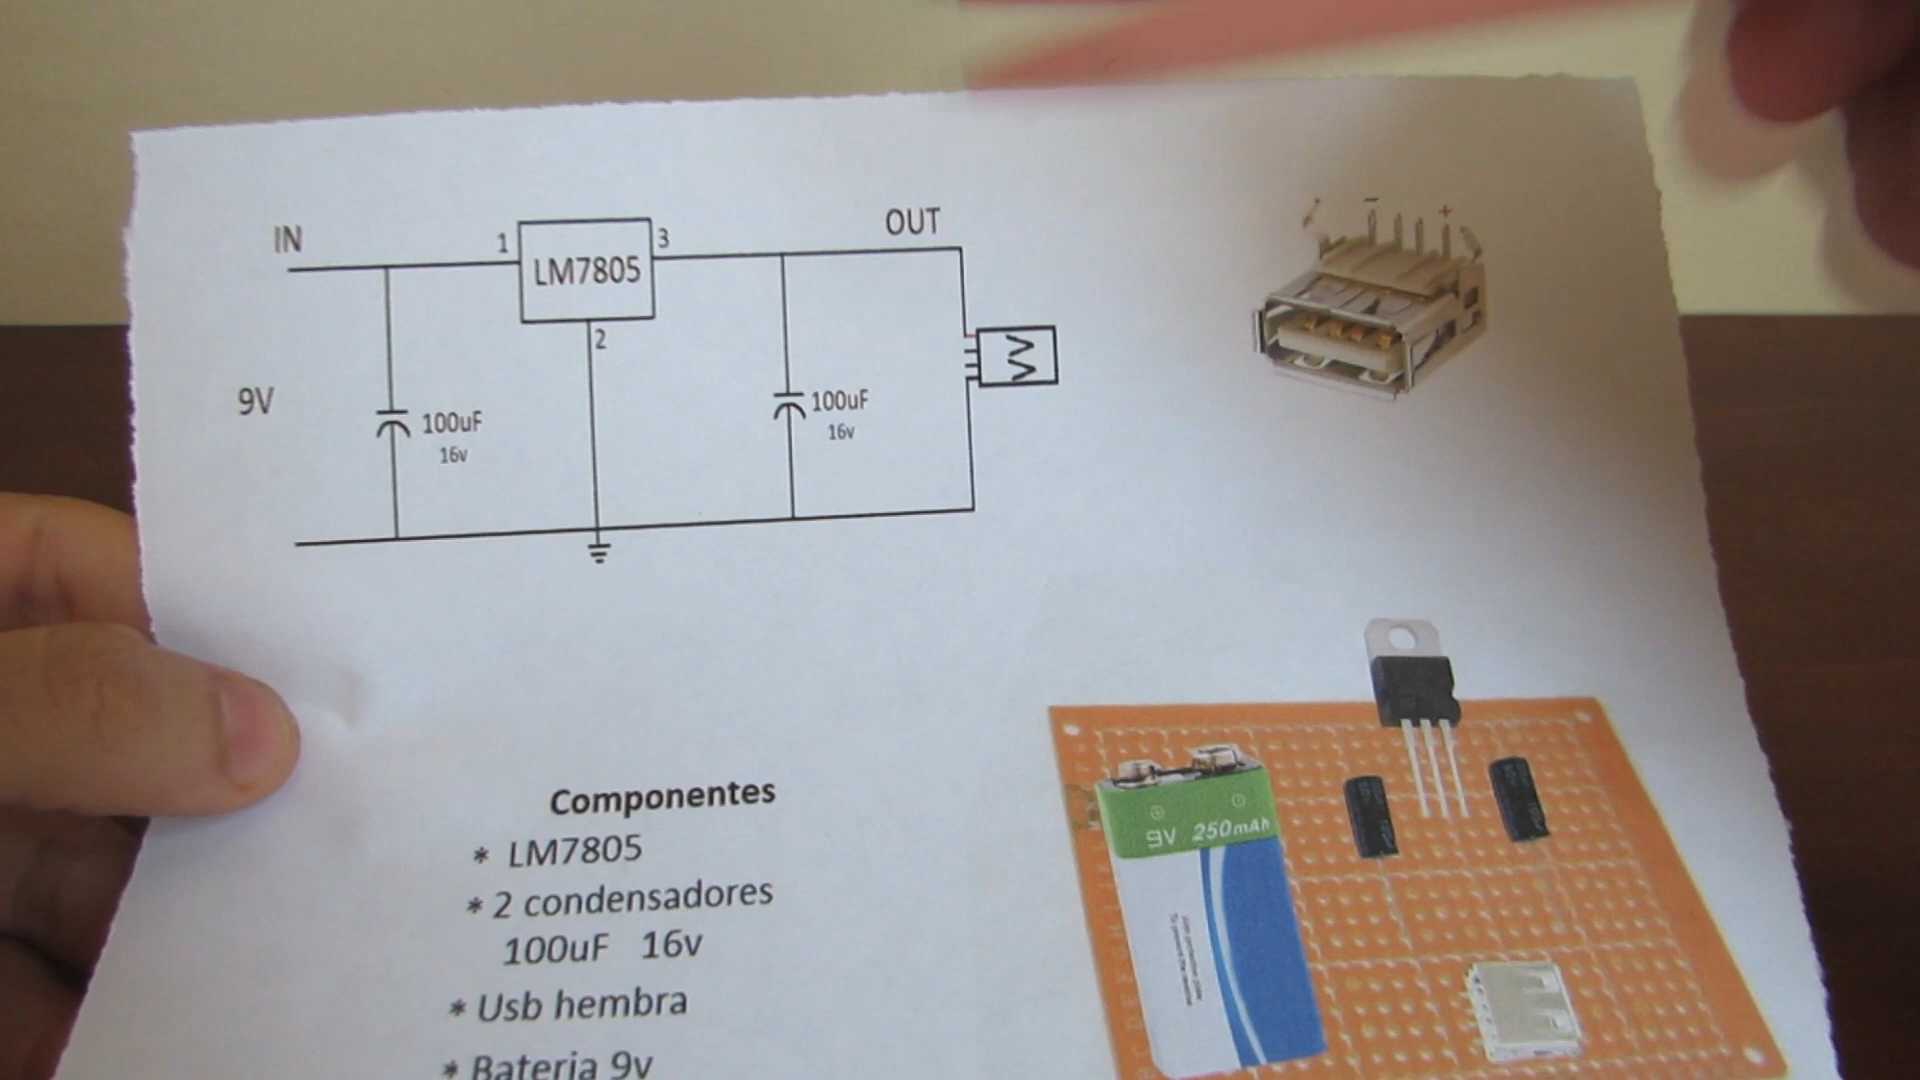 IN
1
LM7805
3
OUT
2
9V
100uF
16v
100uF
16v
-
+
Componentes
* LM7805
* 2 condensadores
100uF 16v
* Usb hembra
* Bateria 9v
9V 250mAh